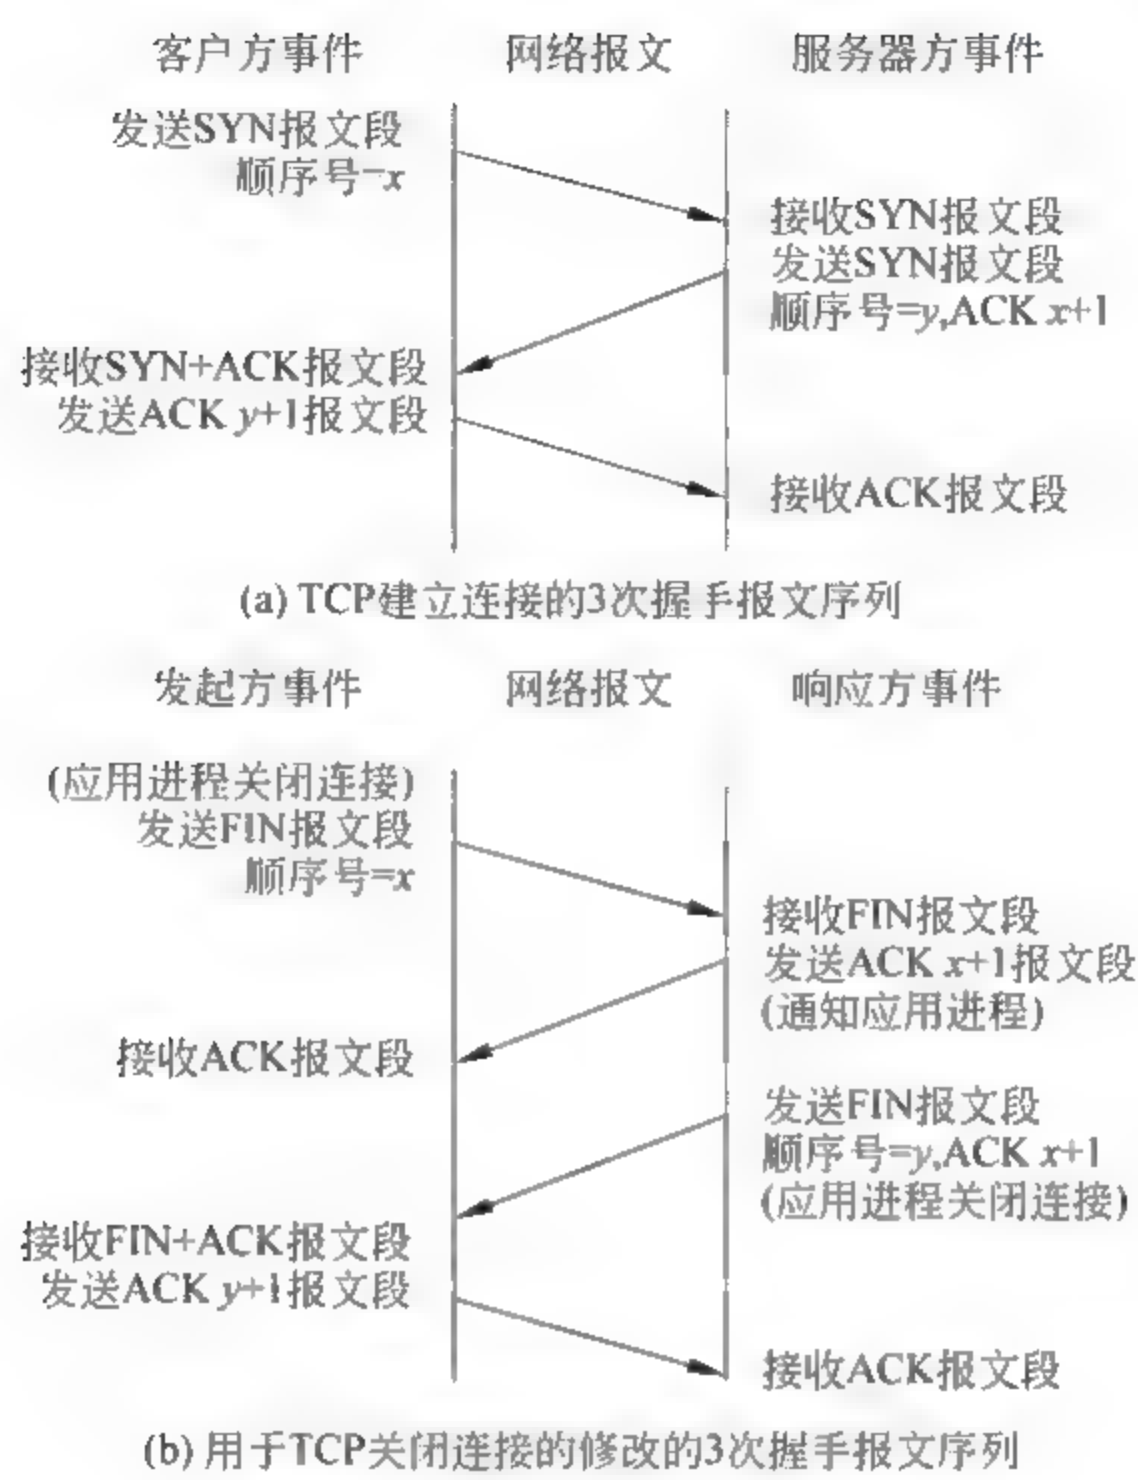 客户方事件 网络报文 服务器方事件
发送SYN报文段
顺序号=x
接收SYN报文段
发送SYN报文段
顺序号=y,ACK x+1
接收SYN+ACK报文段
发送ACK y+1报文段
接收ACK报文段
(a) TCP建立连接的3次握手报文序列
发起方事件 网络报文 响应方事件
(应用进程关闭连接)
发送FIN报文段
顺序号=x
接收FIN报文段
发送ACK x+1报文段
(通知应用进程)
接收ACK报文段
发送FIN报文段
顺序号=y,ACK x+1
(应用进程关闭连接)
接收FIN+ACK报文段
发送ACK y+1报文段
接收ACK报文段
(b) 用于TCP关闭连接的修改的3次握手报文序列